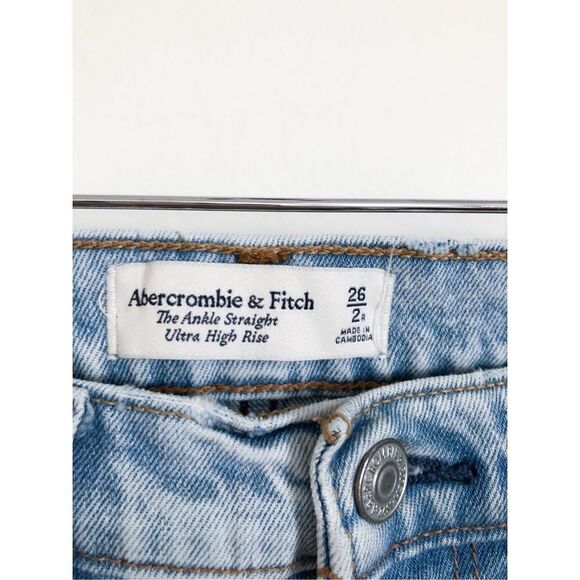 Abercrombie & Fitch
The Ankle Straight
Ultra High Rise
26
2R
MADE IN
CAMBODIA